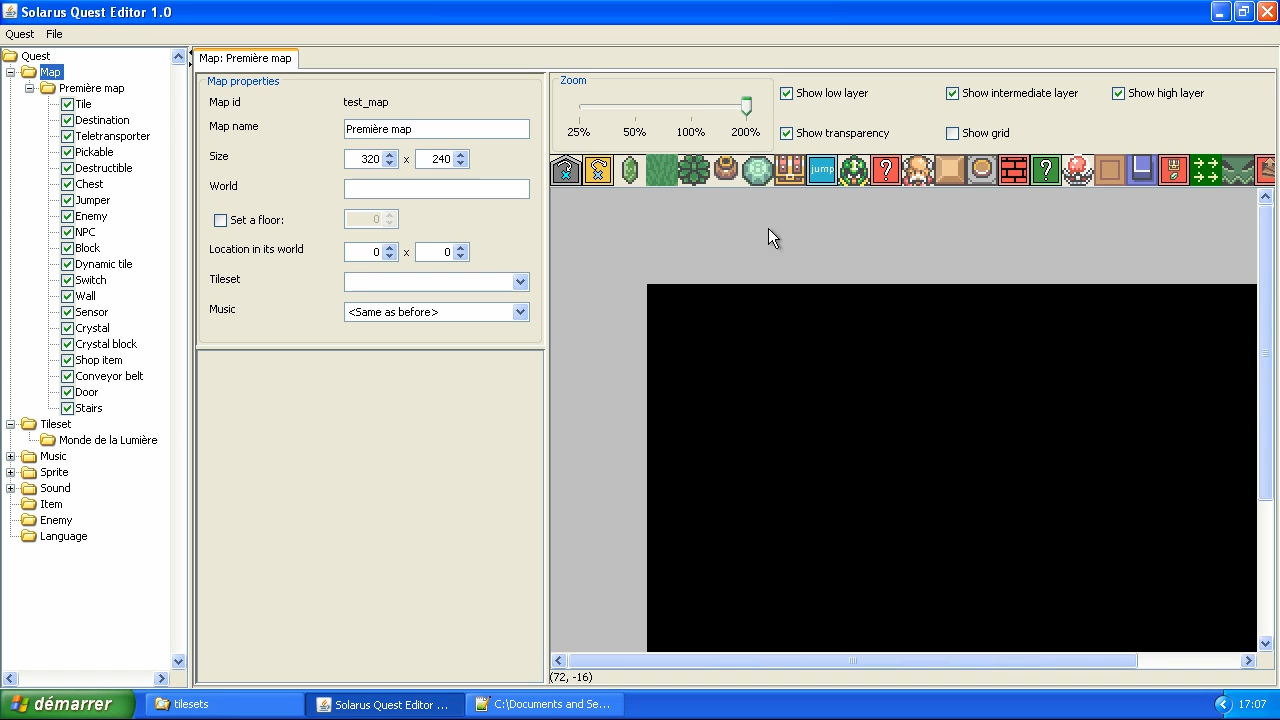 Solarus Quest Editor 1.0
Quest File
Quest
Map
Première map
Tile
Destination
Teletransporter
Pickable
Destructible
Chest
Jumper
Enemy
NPC
Block
Dynamic tile
Switch
Wall
Sensor
Crystal
Crystal block
Shop item
Conveyor belt
Door
Stairs
Tileset
Monde de la Lumière
Music
Sprite
Sound
Item
Enemy
Language
Map: Première map
Map properties
Map id test_map
Map name Première map
Size 320 x 240
World
Set a floor: 0
Location in its world 0 x 0
Tileset
Music <Same as before>
Zoom
25% 50% 100% 200%
Show low layer Show intermediate layer Show high layer
Show transparency Show grid
jump ? ?
(72, -16)
démarrer tilesets Solarus Quest Editor ... C:\Documents and Se... 17:07